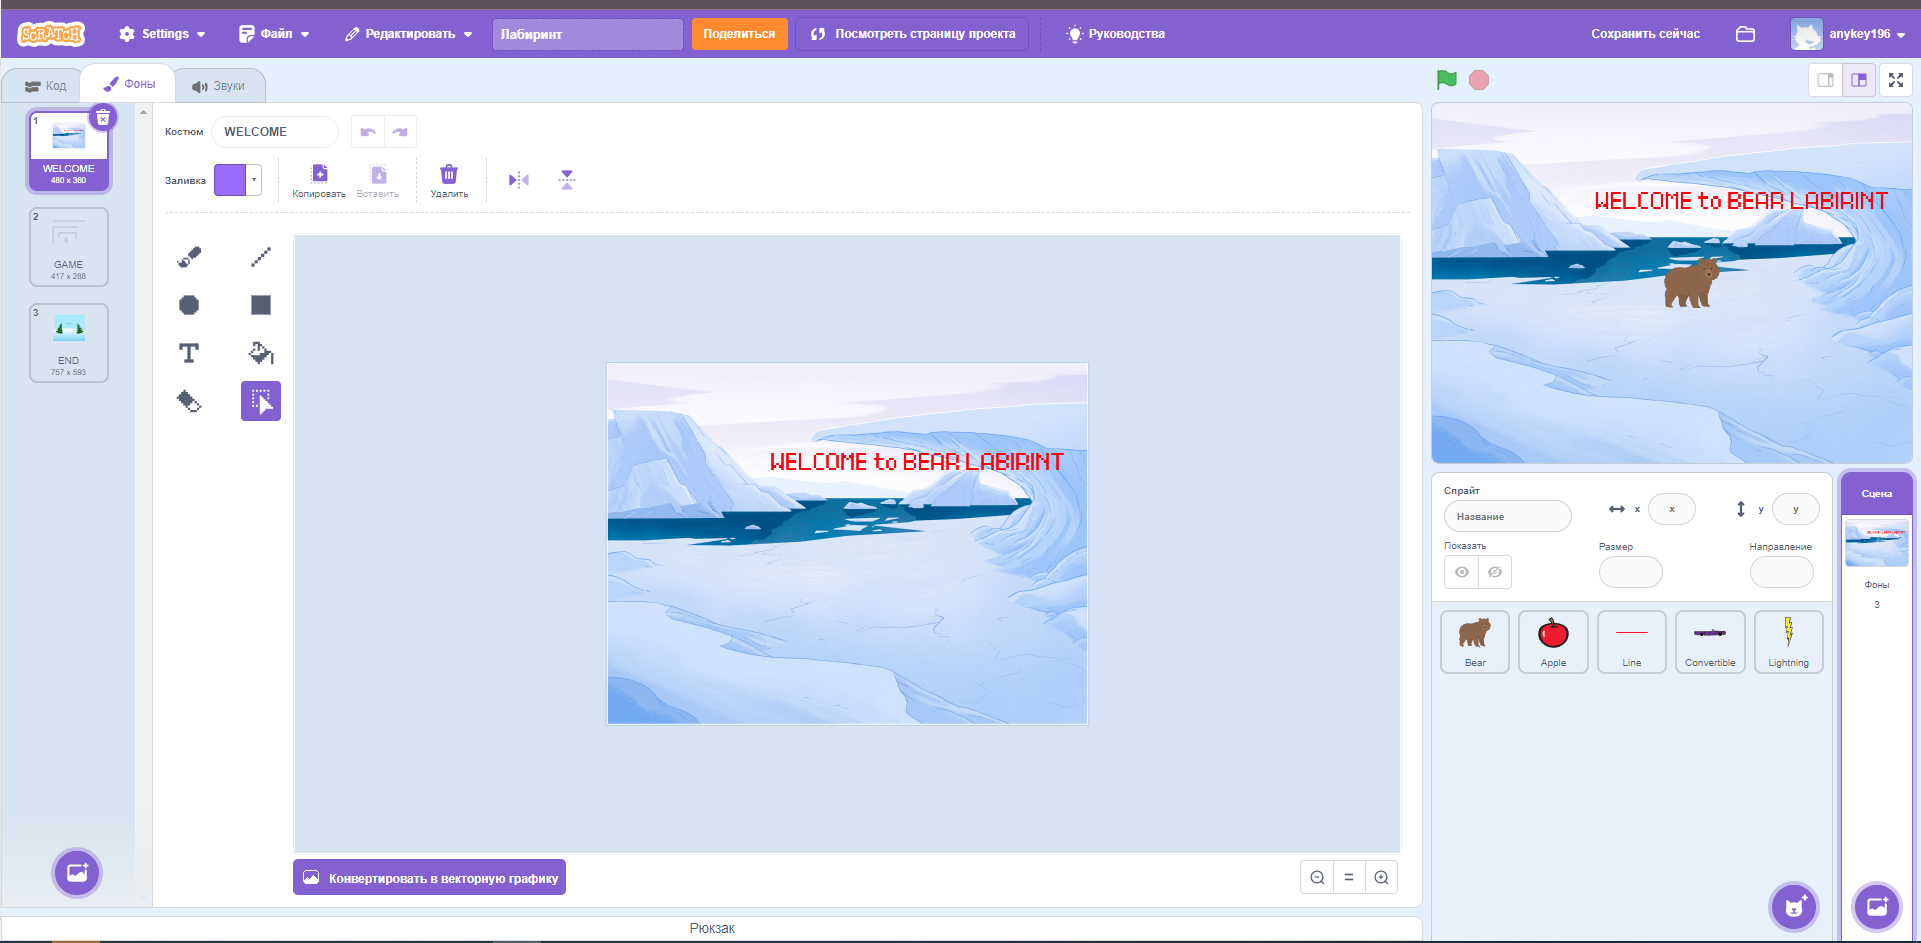 SCRATCH
Settings
Файл
Редактировать
Лабиринт
Поделиться
Посмотреть страницу проекта
Руководства
Сохранить сейчас
anykey196
Код
Фоны
Звуки
1
WELCOME
480 x 360
2
GAME
417 x 288
3
END
757 x 593
Костюм
WELCOME
Заливка
Копировать
Вставить
Удалить
WELCOME to BEAR LABIRINT
Конвертировать в векторную графику
Рюкзак
WELCOME to BEAR LABIRINT
Спрайт
Название
x
x
y
y
Показать
Размер
Направление
Bear
Apple
Line
Convertible
Lightning
Сцена
Фоны
3